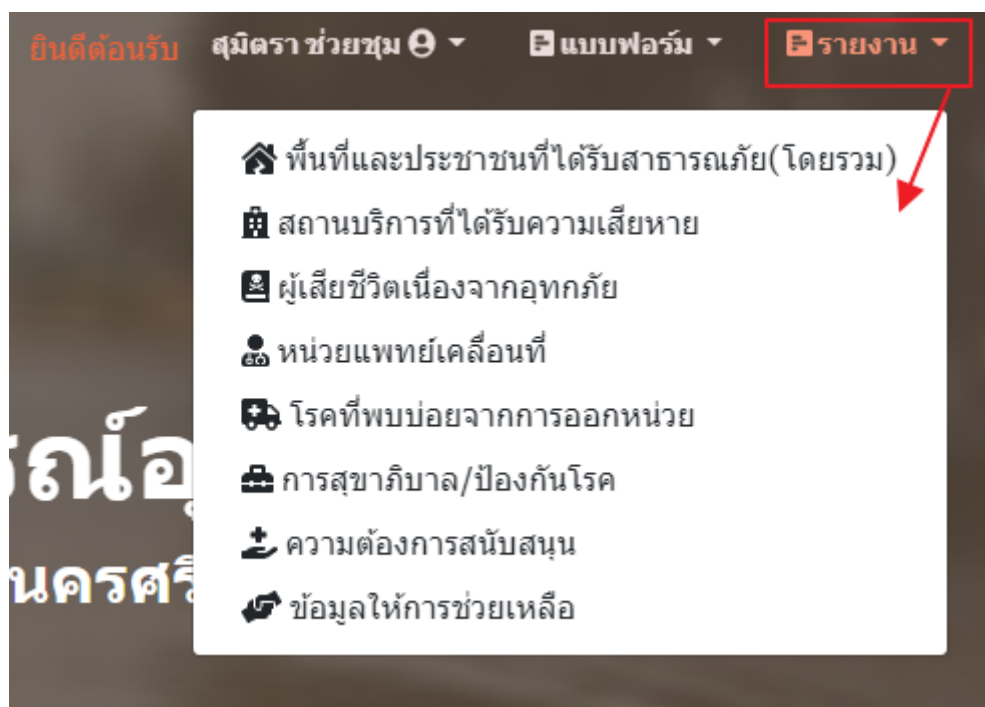 ยินดีต้อนรับ สุมิตรา ช่วยชุม แบบฟอร์ม รายงาน
พื้นที่และประชาชนที่ได้รับสาธารณภัย(โดยรวม)
สถานบริการที่ได้รับความเสียหาย
ผู้เสียชีวิตเนื่องจากอุทกภัย
หน่วยแพทย์เคลื่อนที่
โรคที่พบบ่อยจากการออกหน่วย
รณ์อุ
การสุขาภิบาล/ป้องกันโรค
ความต้องการสนับสนุน
นครศรี
ข้อมูลให้การช่วยเหลือ